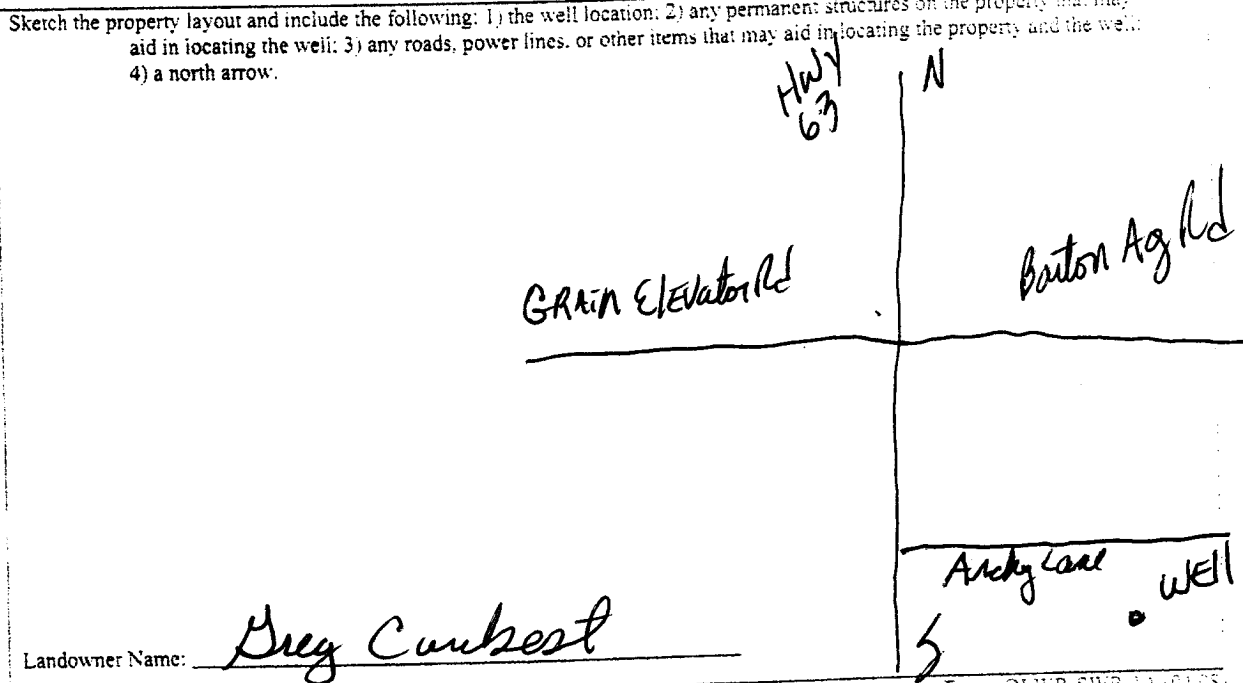 Sketch the property layout and include the following: 1) the well location; 2) any permanent structures on the property that may
aid in locating the well; 3) any roads, power lines, or other items that may aid in locating the property and the well;
4) a north arrow.
HWY
63
N
GRAIN ElEVator Rd
Barton Ag Rd
Lane
WEll
S
Landowner Name: Greg